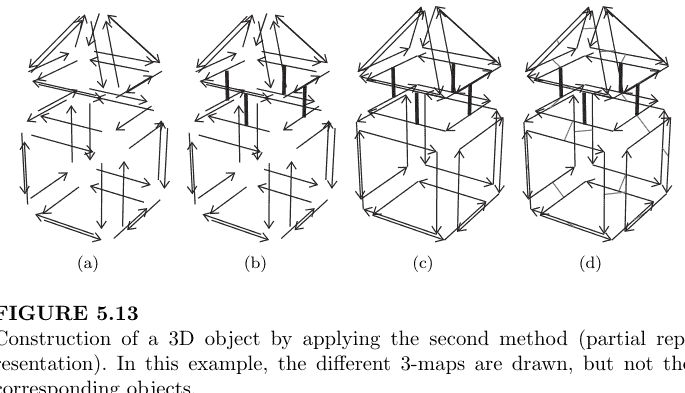 (a) (b) (c) (d)
FIGURE 5.13
Construction of a 3D object by applying the second method (partial rep
resentation). In this example, the different 3-maps are drawn, but not the
corresponding objects.